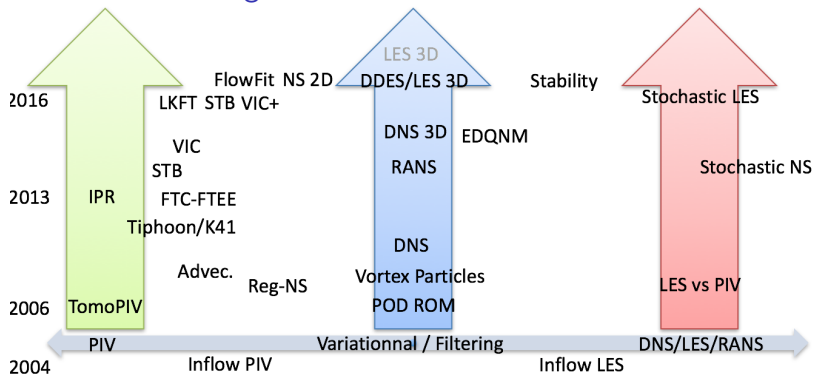 LES 3D
FlowFit NS 2D DDES/LES 3D Stability
2016 LKFT STB VIC+ Stochastic LES
DNS 3D EDQNM
VIC
STB RANS Stochastic NS
2013 IPR FTC-FTEE
Tiphoon/K41
DNS
Advec. Vortex Particles
Reg-NS LES vs PIV
2006 TomoPIV POD ROM
PIV Variationnal / Filtering DNS/LES/RANS
2004 Inflow PIV Inflow LES